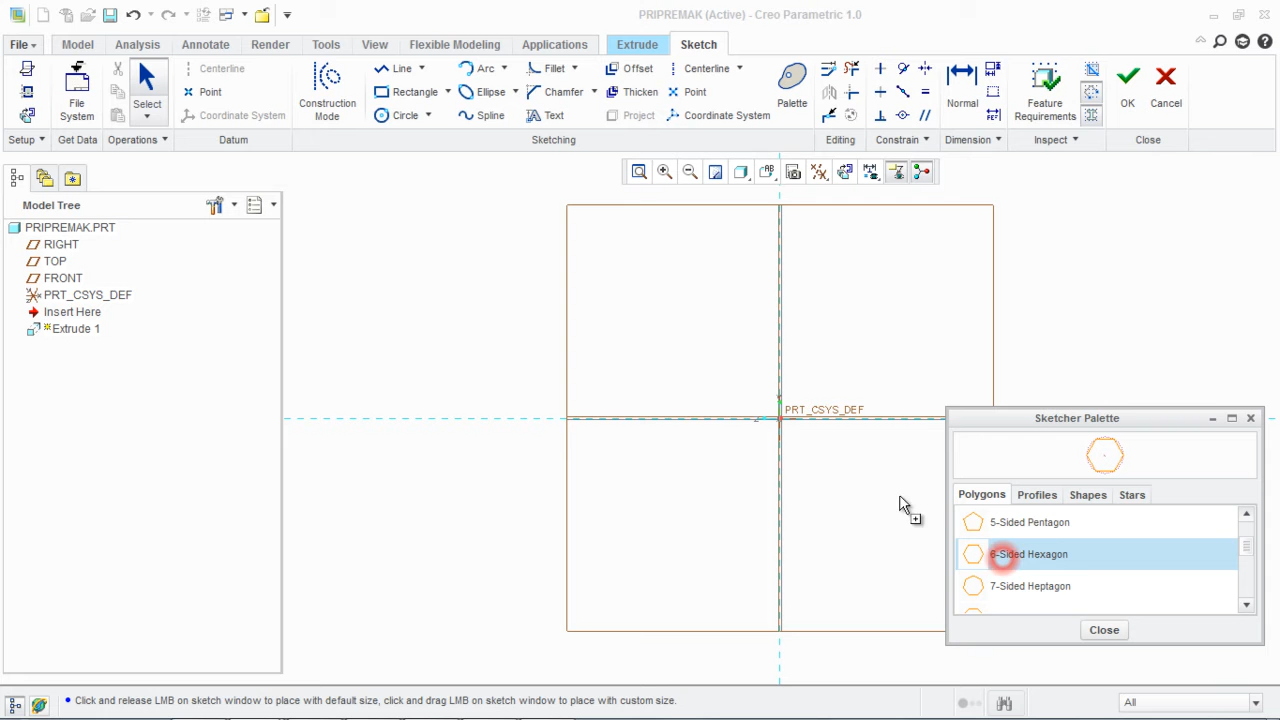 PRIPREMAK (Active) - Creo Parametric 1.0
File Model Analysis Annotate Render Tools View Flexible Modeling Applications Extrude Sketch
Centerline Line Arc Fillet Offset Centerline
Point Rectangle Ellipse Chamfer Thicken Point
Coordinate System Circle Spline Text Project Coordinate System
File System
Select
Construction Mode
Palette
Normal
Feature Requirements
OK
Cancel
Setup Get Data Operations Datum Sketching Editing Constrain Dimension Inspect Close
Model Tree
PRIPREMAK.PRT
RIGHT
TOP
FRONT
PRT_CSYS_DEF
Insert Here
Extrude 1
PRT_CSYS_DEF
Sketcher Palette
Polygons Profiles Shapes Stars
5-Sided Pentagon
6-Sided Hexagon
7-Sided Heptagon
Close
Click and release LMB on sketch window to place with default size, click and drag LMB on sketch window to place with custom size.
All